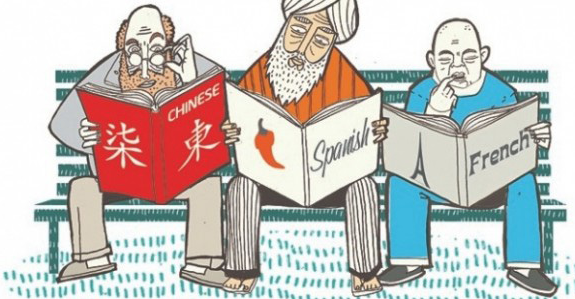 CHINESE
柒 東
Spanish
French